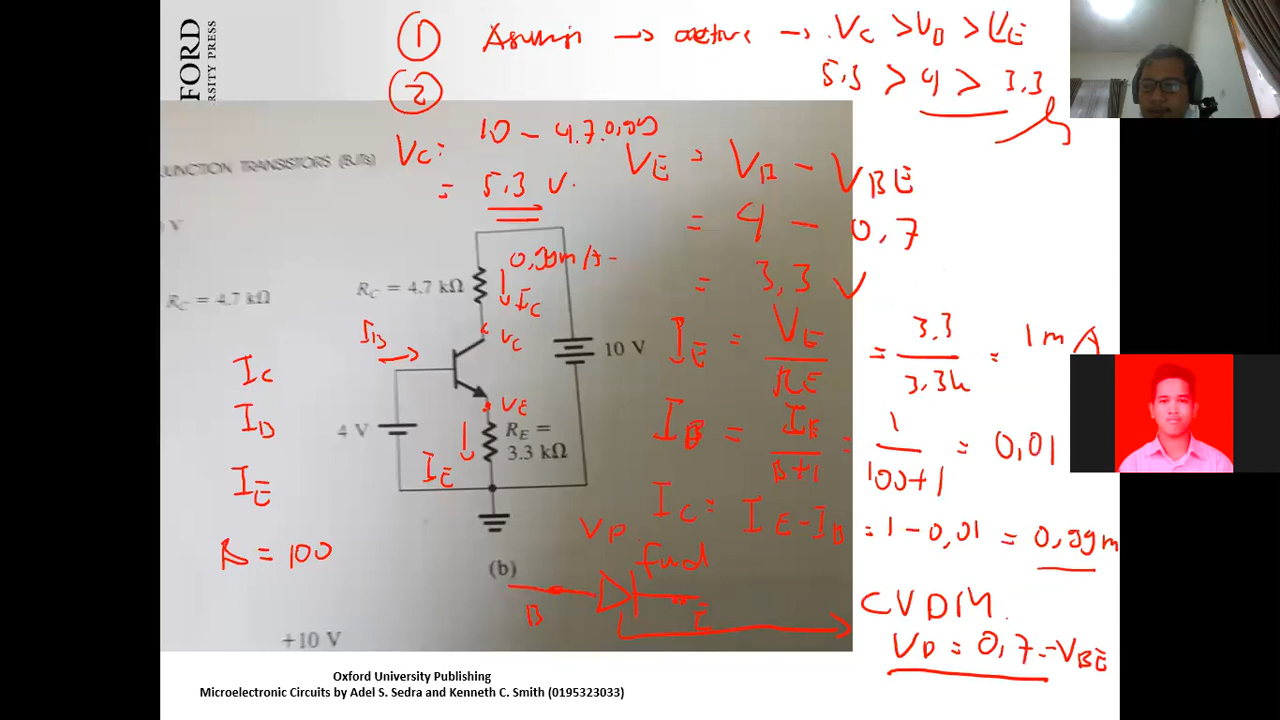 FORD
RSITY PRESS
① Asumsi → active → . VC > VB > VE
5.3 > 4 > 3.3
②
UNCTION TRANSISTORS (BJTs)
VC: 10 - 4.7.0,99
= 5.3 V.
VE = VB - VBE
= 4 - 0,7
= 3,3 V
V
RC = 4.7 kΩ
RC = 4.7 kΩ
0,99mA
IC
VC
IB
10 V
4 V
VE
RE =
3.3 kΩ
IE
IC
IB
IE
β = 100
IE = VE / RE = 3.3 / 3.3k = 1mA
IB = IE / β+1 = 1 / 100+1 = 0,01
IC = IE - IB = 1 - 0,01 = 0,99m
(b)
VD
fwd
B
E
CVDM.
VD = 0,7 - VBE
+10 V
Oxford University Publishing
Microelectronic Circuits by Adel S. Sedra and Kenneth C. Smith (0195323033)